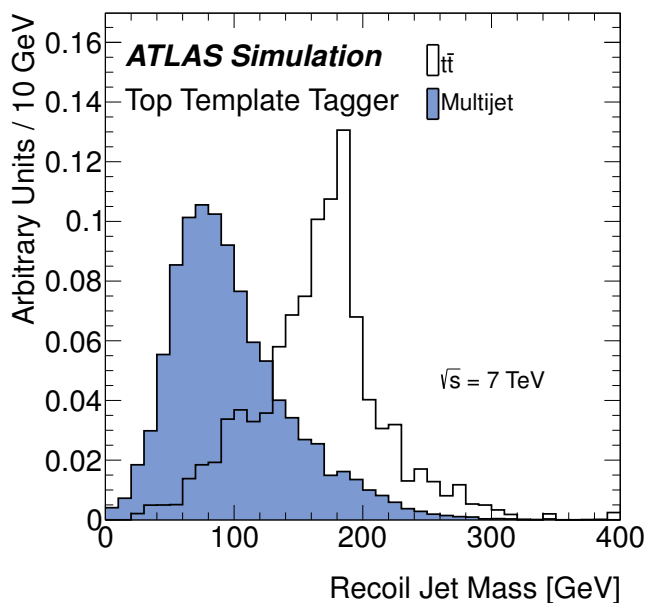 ATLAS Simulation
Top Template Tagger
tt̄
Multijet
√s = 7 TeV
Arbitrary Units / 10 GeV
0.16
0.14
0.12
0.1
0.08
0.06
0.04
0.02
0
0 100 200 300 400
Recoil Jet Mass [GeV]